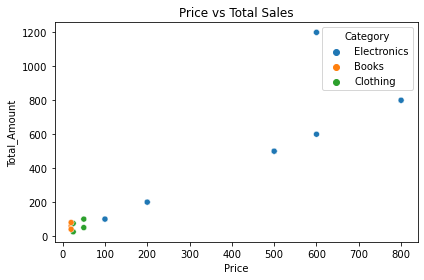 Price vs Total Sales
Category
Electronics
Books
Clothing
1200
1000
800
600
400
200
0
Total_Amount
0 100 200 300 400 500 600 700 800
Price